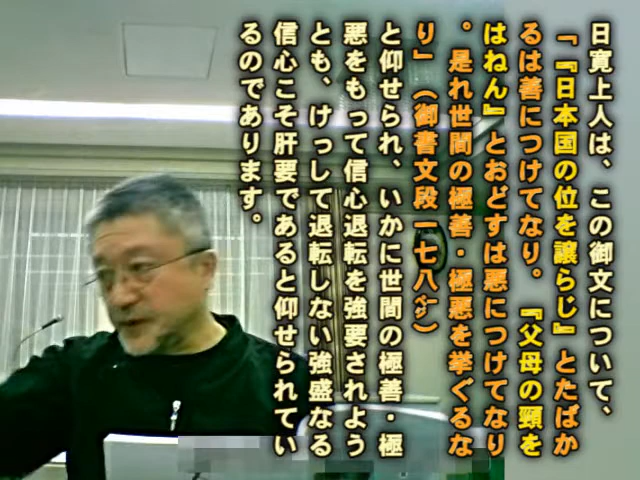 日寛上人は、この御文について、
「『日本国の位を譲らじ』とたばか
るは善につけてなり。『父母の頸を
はねん』とおどすは悪につけてなり
。是れ世間の極善・極悪を挙ぐるな
り」（御書文段一七八㌻）
と仰せられ、いかに世間の極善・極
悪をもって信心退転を強要されよう
とも、けっして退転しない強盛なる
信心こそ肝要であると仰せられてい
るのであります。